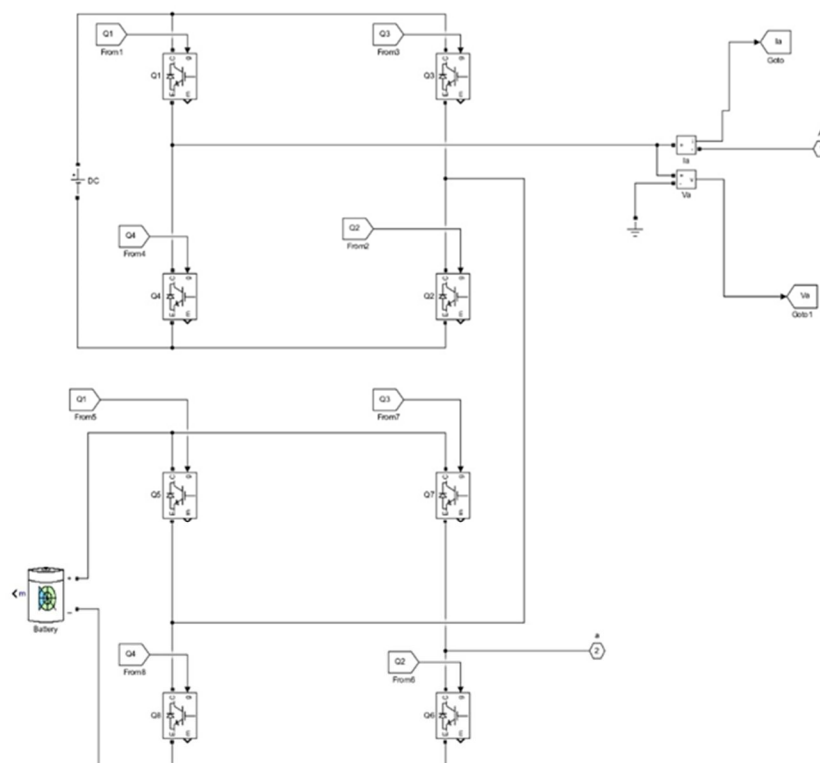 Q1
From1
Q3
From3
Ia
Goto
Q1
C
g
E
m
Q3
C
g
E
m
Ia
Va
DC
Q4
From4
Q2
From2
Va
Goto1
Q4
C
g
E
m
Q2
C
g
E
m
Q1
From5
Q3
From7
Q5
C
g
E
m
Q7
C
g
E
m
m
Battery
a
2
Q4
From8
Q2
From6
Q8
C
g
E
m
Q6
C
g
E
m